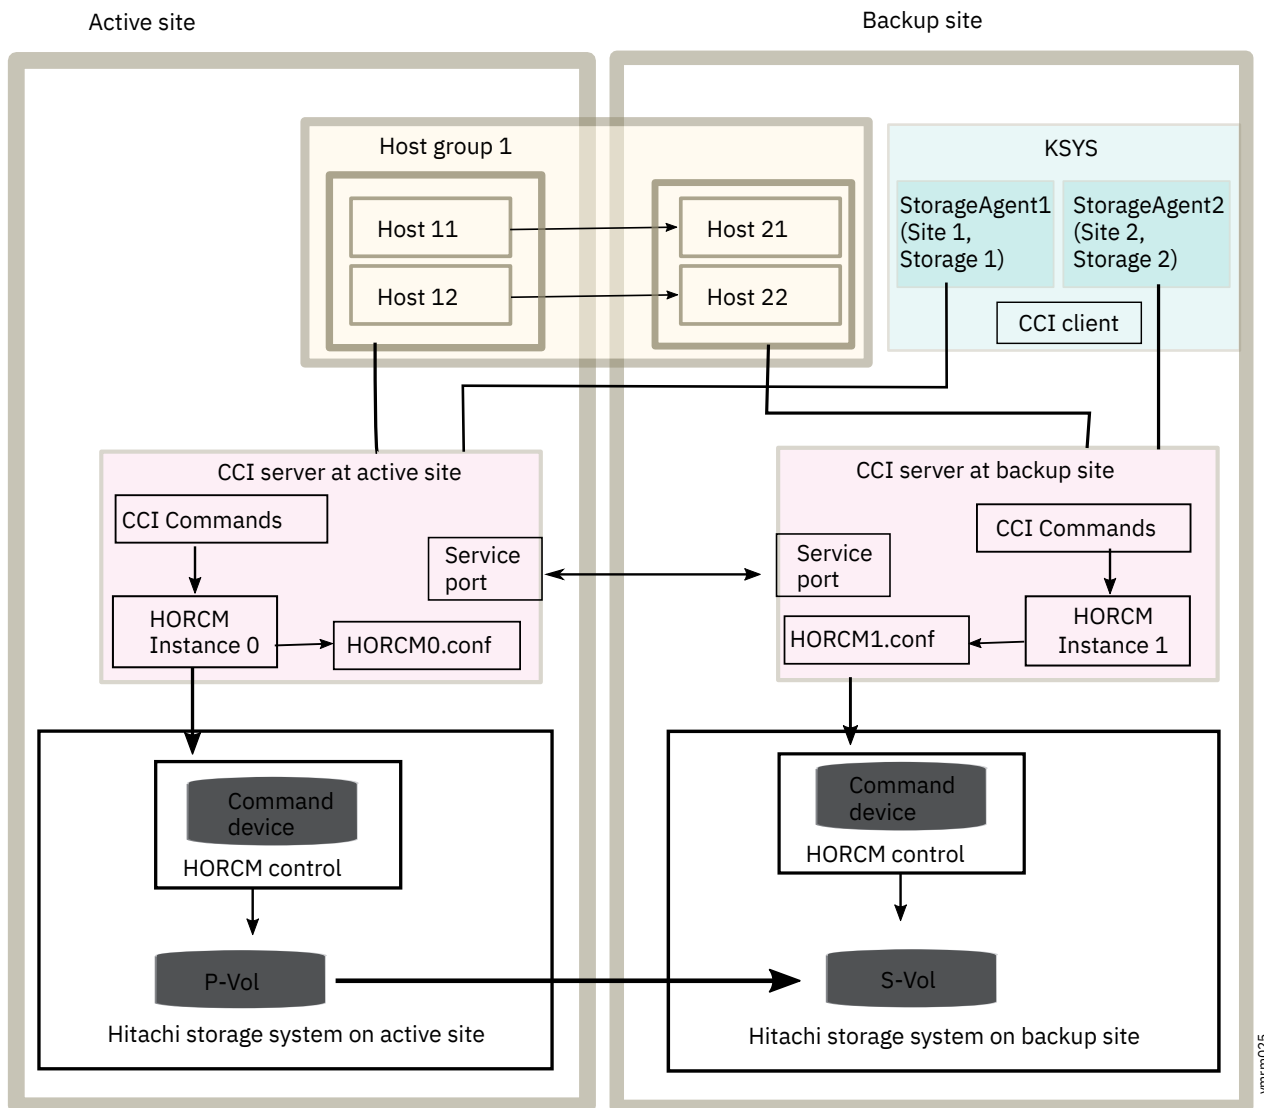 Active site
Backup site
Host group 1
Host 11
Host 12
Host 21
Host 22
KSYS
StorageAgent1
(Site 1,
Storage 1)
StorageAgent2
(Site 2,
Storage 2)
CCI client
CCI server at active site
CCI Commands
Service
port
HORCM
Instance 0
HORCM0.conf
CCI server at backup site
CCI Commands
Service
port
HORCM1.conf
HORCM
Instance 1
Command
device
HORCM control
P-Vol
Hitachi storage system on active site
Command
device
HORCM control
S-Vol
Hitachi storage system on backup site